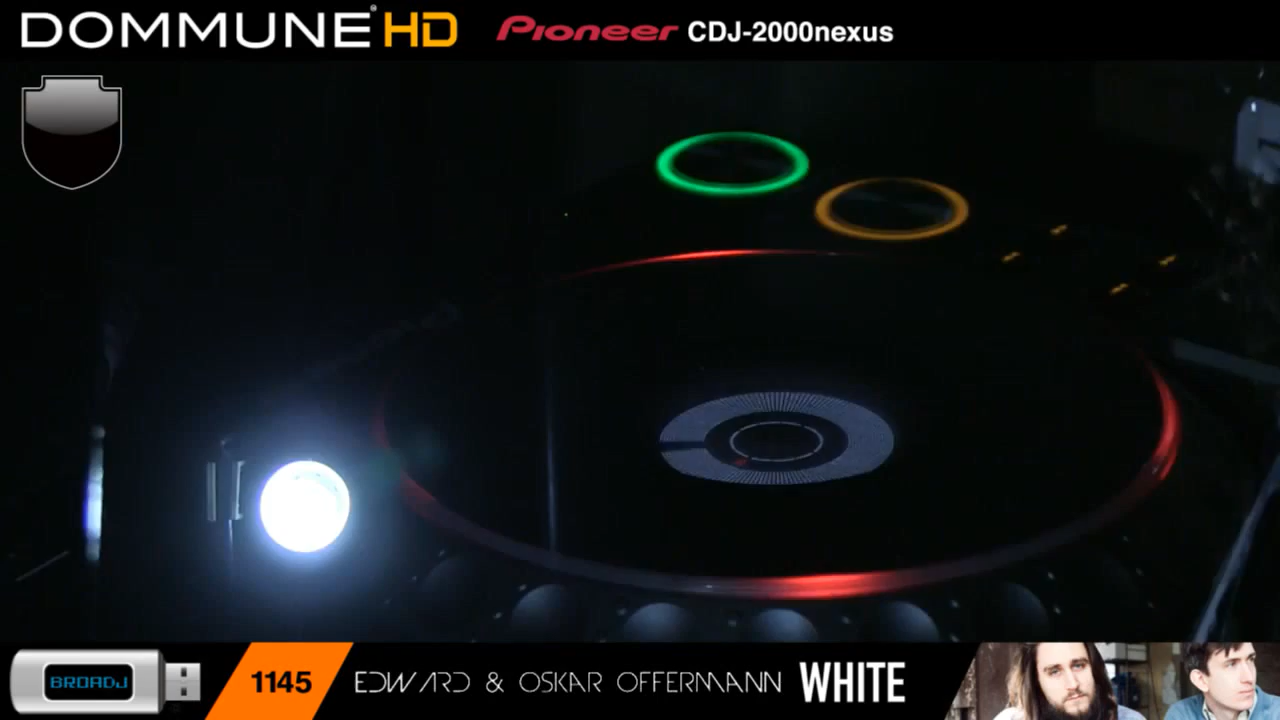 DOMMUNE® HD Pioneer CDJ-2000nexus
BROADJ 1145 EDWARD & OSKAR OFFERMANN WHITE